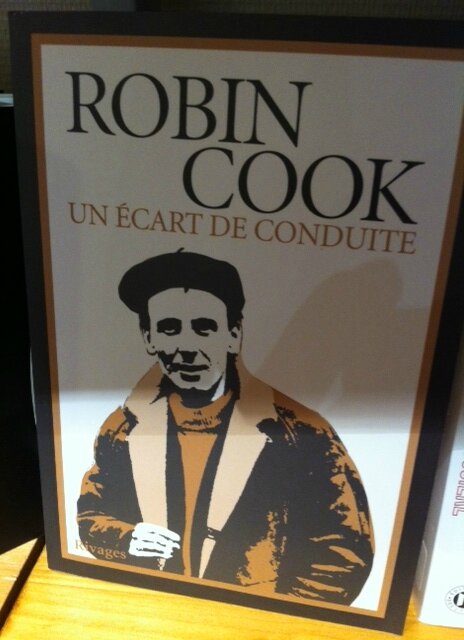 ROBIN
COOK
UN ÉCART DE CONDUITE
Rivages